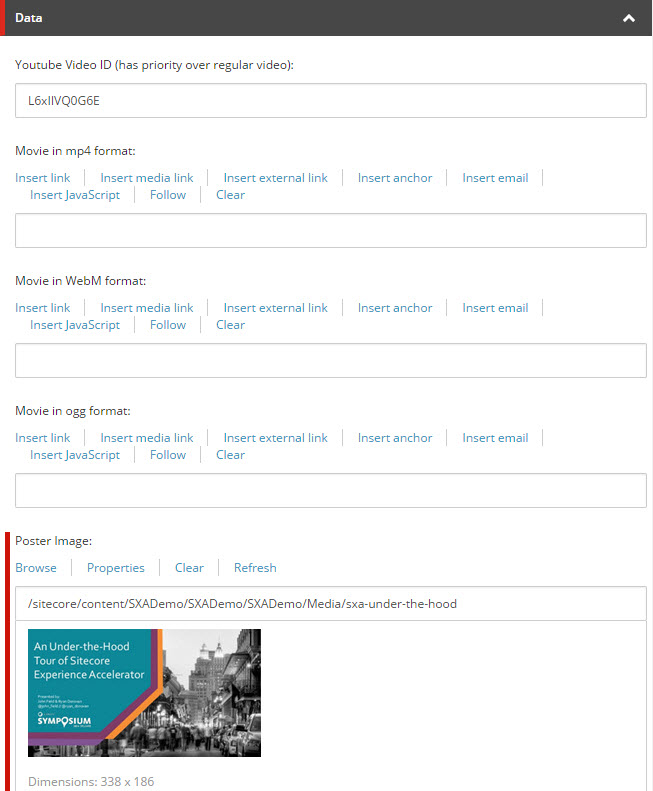 Data
Youtube Video ID (has priority over regular video):
L6xIIVQ0G6E
Movie in mp4 format:
Insert link Insert media link Insert external link Insert anchor Insert email
Insert JavaScript Follow Clear
Movie in WebM format:
Insert link Insert media link Insert external link Insert anchor Insert email
Insert JavaScript Follow Clear
Movie in ogg format:
Insert link Insert media link Insert external link Insert anchor Insert email
Insert JavaScript Follow Clear
Poster Image:
Browse Properties Clear Refresh
/sitecore/content/SXADemo/SXADemo/SXADemo/Media/sxa-under-the-hood
An Under-the-Hood
Tour of Sitecore
Experience Accelerator
Presented by
SYMPOSIUM
Dimensions: 338 x 186